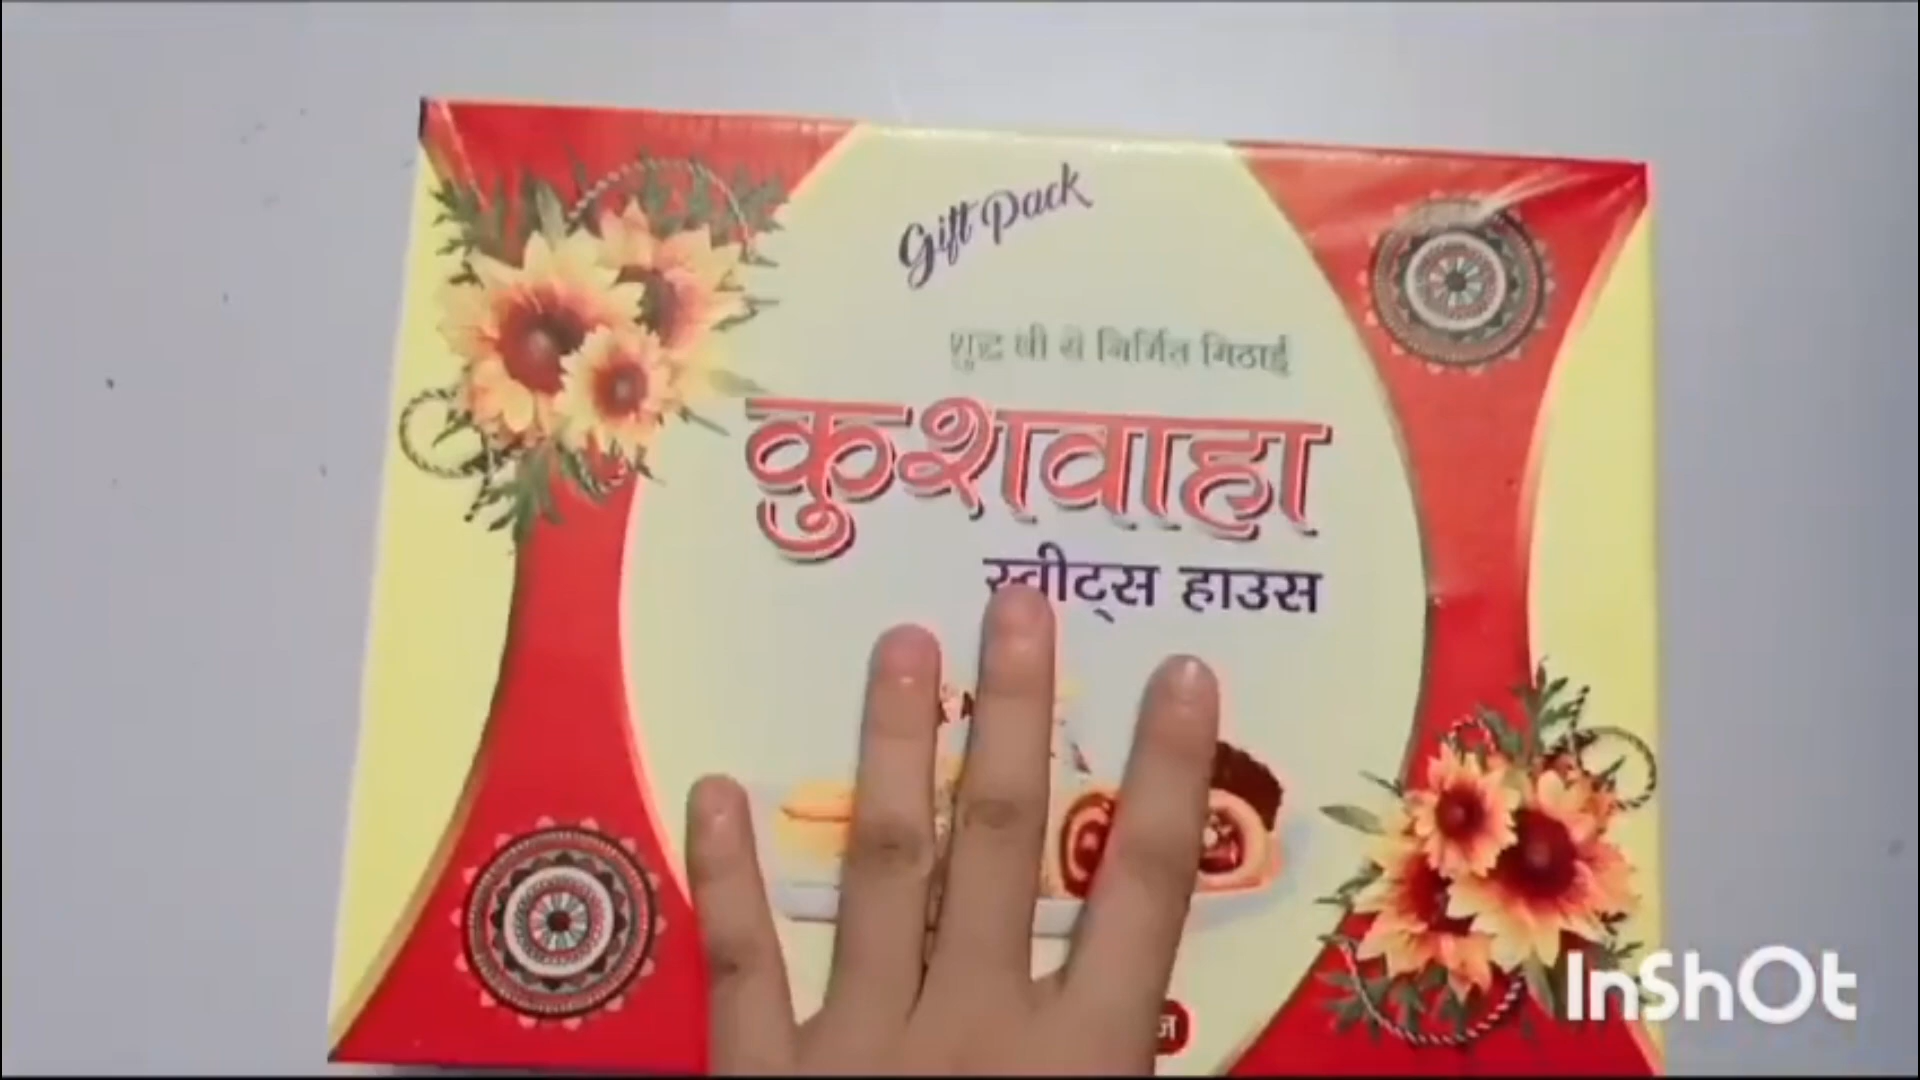 Gift Pack
शुद्ध घी से निर्मित मिठाई
कुशवाहा
स्वीट्स हाउस
InShOt